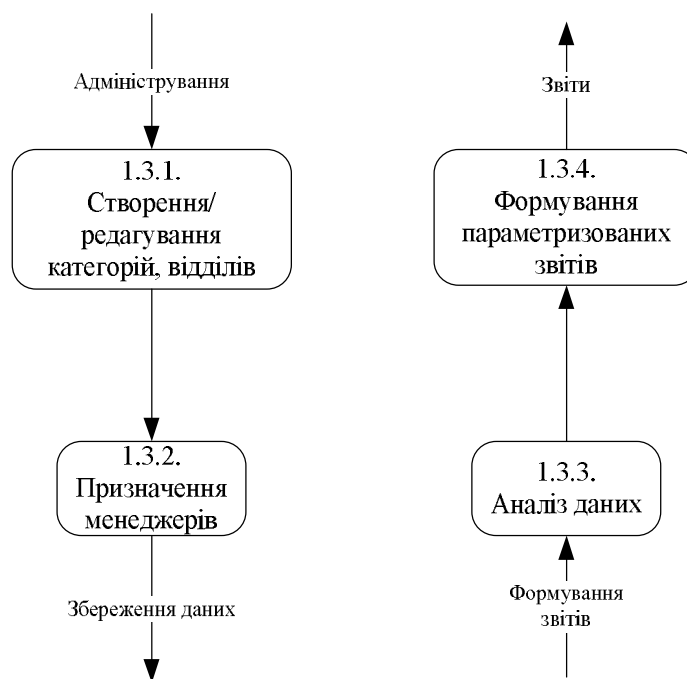 Адміністрування
1.3.1.
Створення/
редагування
категорій, відділів
1.3.2.
Призначення
менеджерів
Збереження даних
Звіти
1.3.4.
Формування
параметризованих
звітів
1.3.3.
Аналіз даних
Формування
звітів